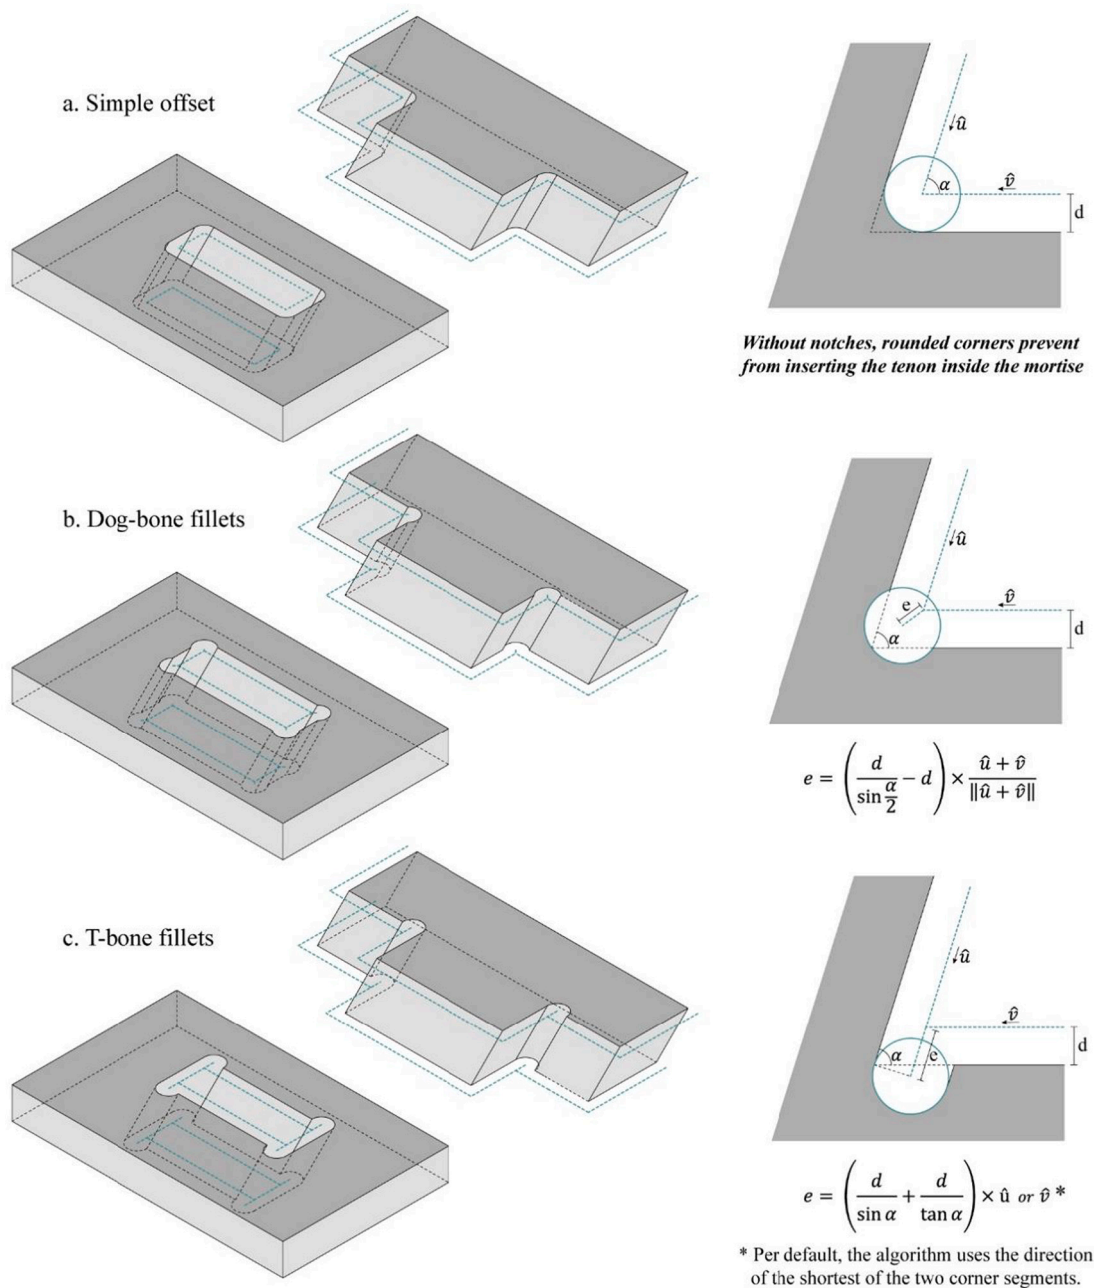 a. Simple offset
û
α
v̂
d
Without notches, rounded corners prevent
from inserting the tenon inside the mortise
b. Dog-bone fillets
û
e
v̂
α
d
e = (d / sin α/2 − d) × (û + v̂) / ‖û + v̂‖
c. T-bone fillets
û
v̂
α
e
d
e = (d / sin α + d / tan α) × û or v̂ *
* Per default, the algorithm uses the direction
of the shortest of the two corner segments.